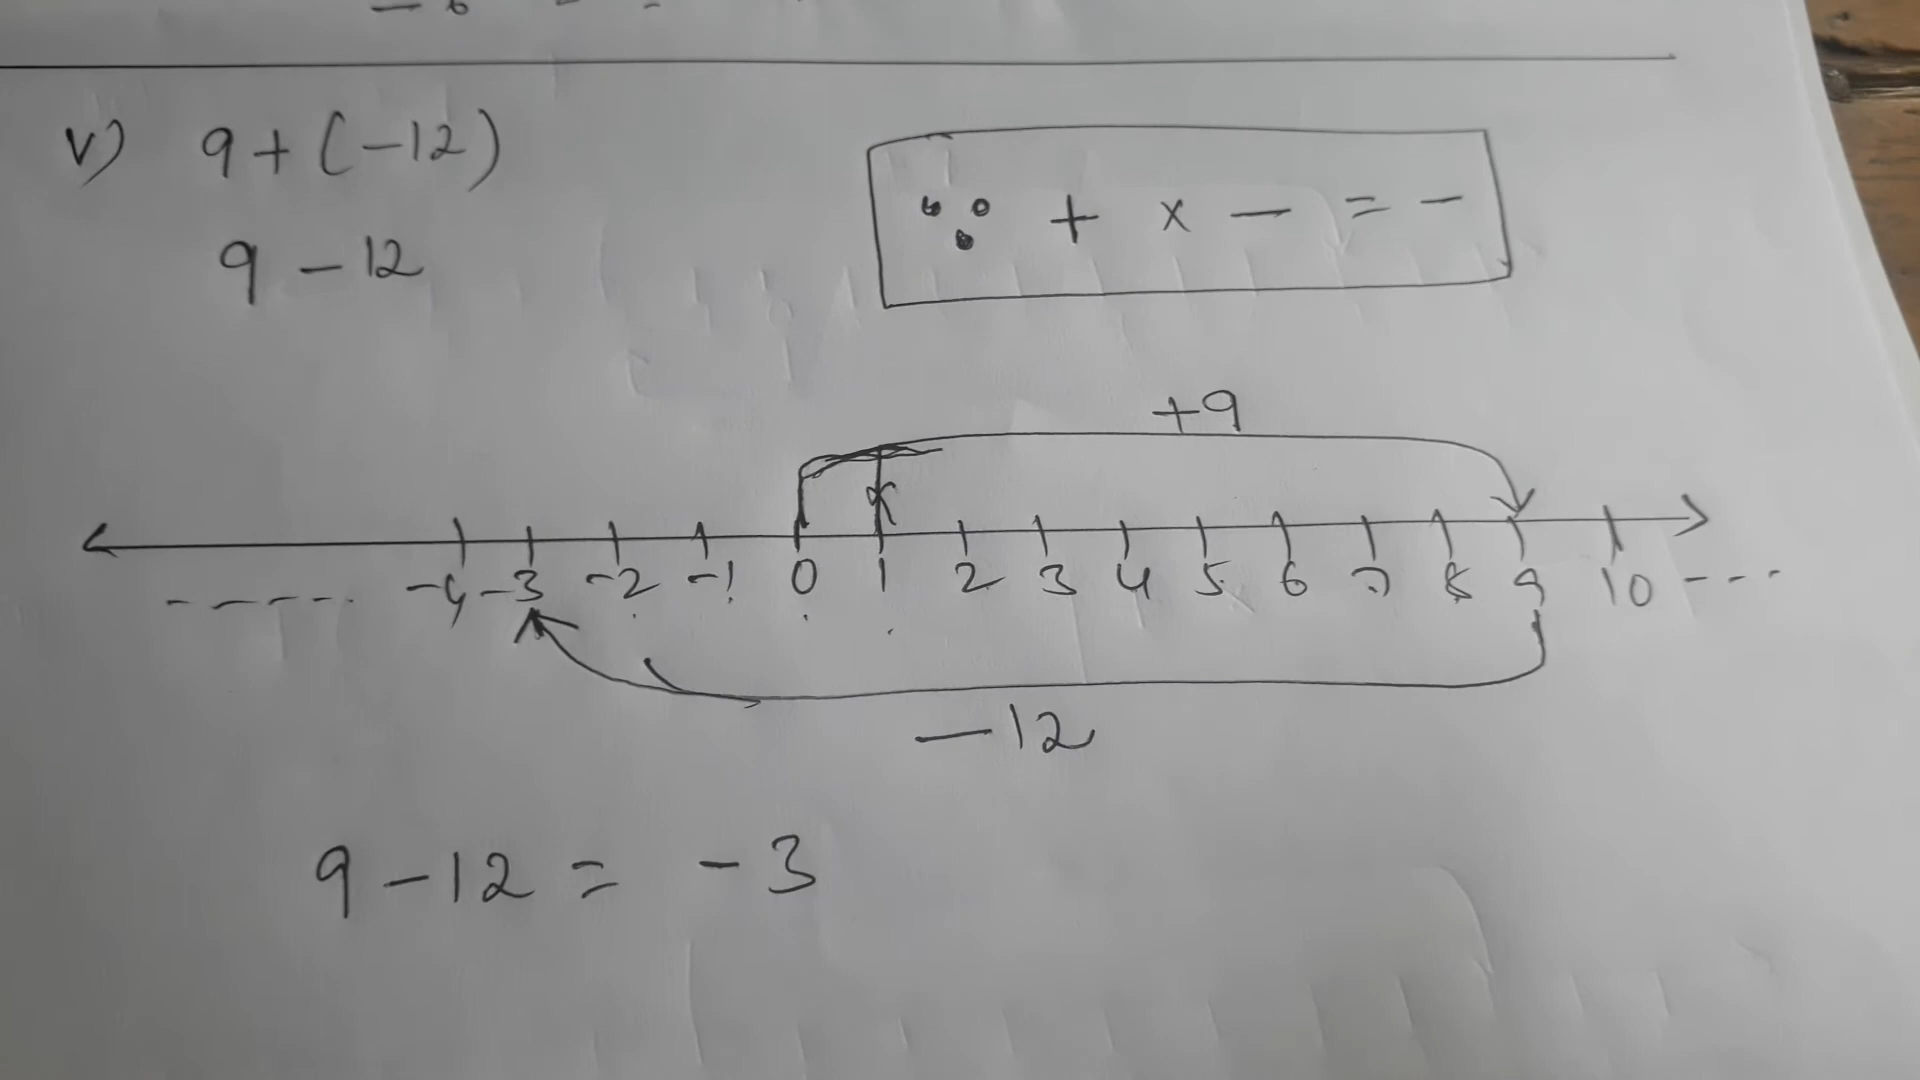 v) 9 + (-12)
9 - 12
∵ + x - = -
+9
----- -4 -3 -2 -1 0 1 2 3 4 5 6 7 8 9 10 ---
-12
9 - 12 = -3